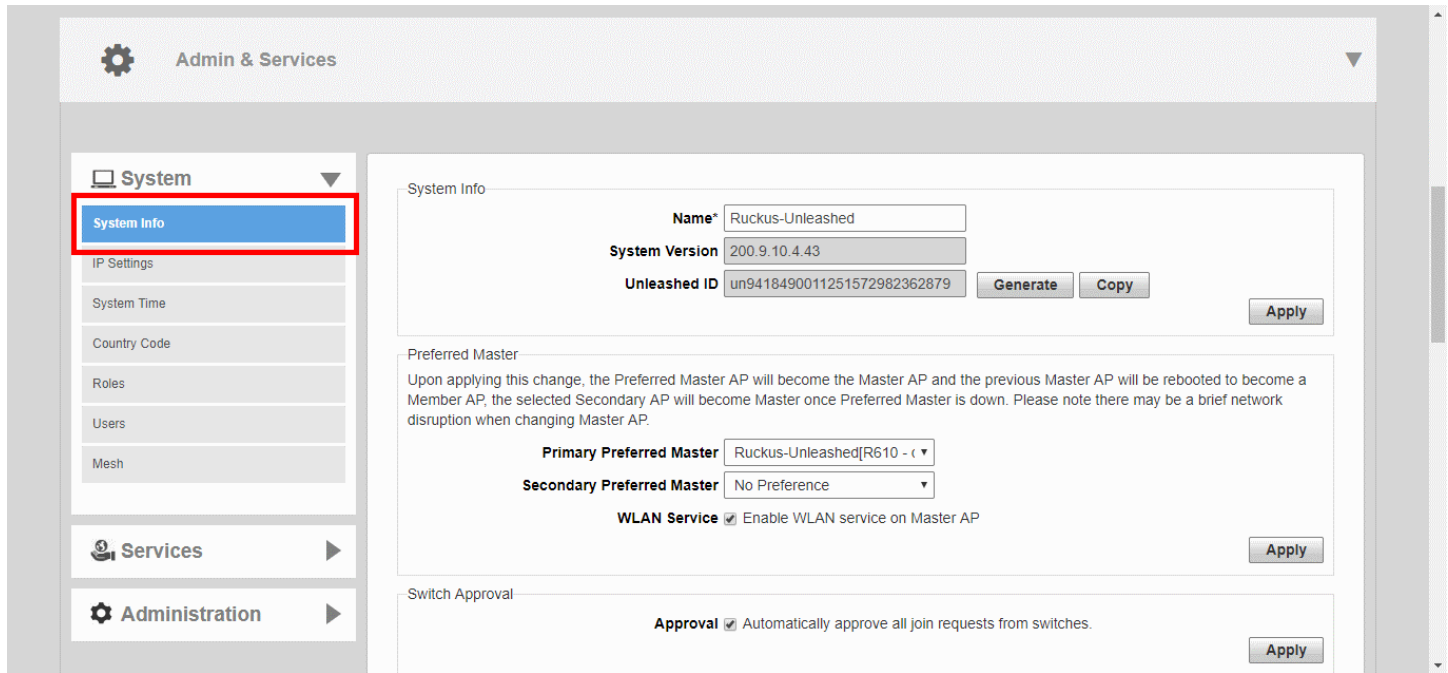 Admin & Services
System
System Info
IP Settings
System Time
Country Code
Roles
Users
Mesh
Services
Administration
System Info
Name* Ruckus-Unleashed
System Version 200.9.10.4.43
Unleashed ID un9418490011251572982362879 Generate Copy
Apply
Preferred Master
Upon applying this change, the Preferred Master AP will become the Master AP and the previous Master AP will be rebooted to become a
Member AP, the selected Secondary AP will become Master once Preferred Master is down. Please note there may be a brief network
disruption when changing Master AP.
Primary Preferred Master Ruckus-Unleashed[R610 -
Secondary Preferred Master No Preference
WLAN Service Enable WLAN service on Master AP
Apply
Switch Approval
Approval Automatically approve all join requests from switches.
Apply